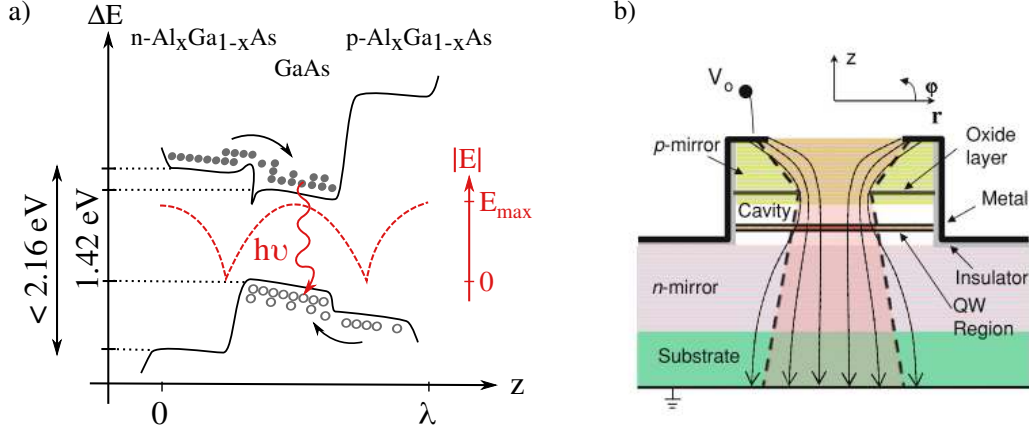 a)
ΔE
n-AlₓGa₁₋ₓAs
p-AlₓGa₁₋ₓAs
GaAs
|E|
Eₘₐₓ
0
hυ
< 2.16 eV
1.42 eV
0
λ
z
b)
z
φ
r
Vₒ
p-mirror
Oxide
layer
Metal
Cavity
Insulator
n-mirror
QW
Region
Substrate